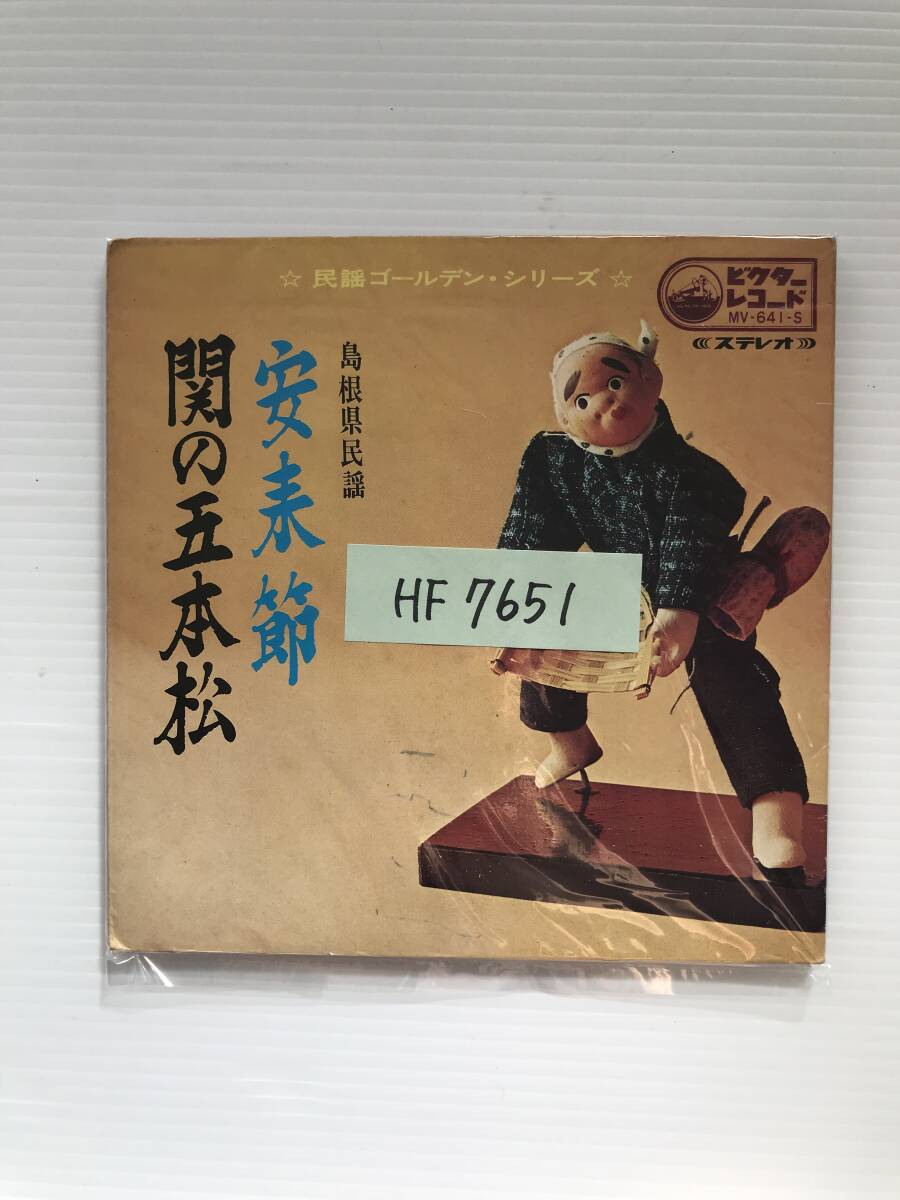 ☆ 民謡ゴールデン・シリーズ ☆
ビクター
レコード
MV-641-S
ステレオ
島根県民謡
安来節
関の五本松
HF 7651